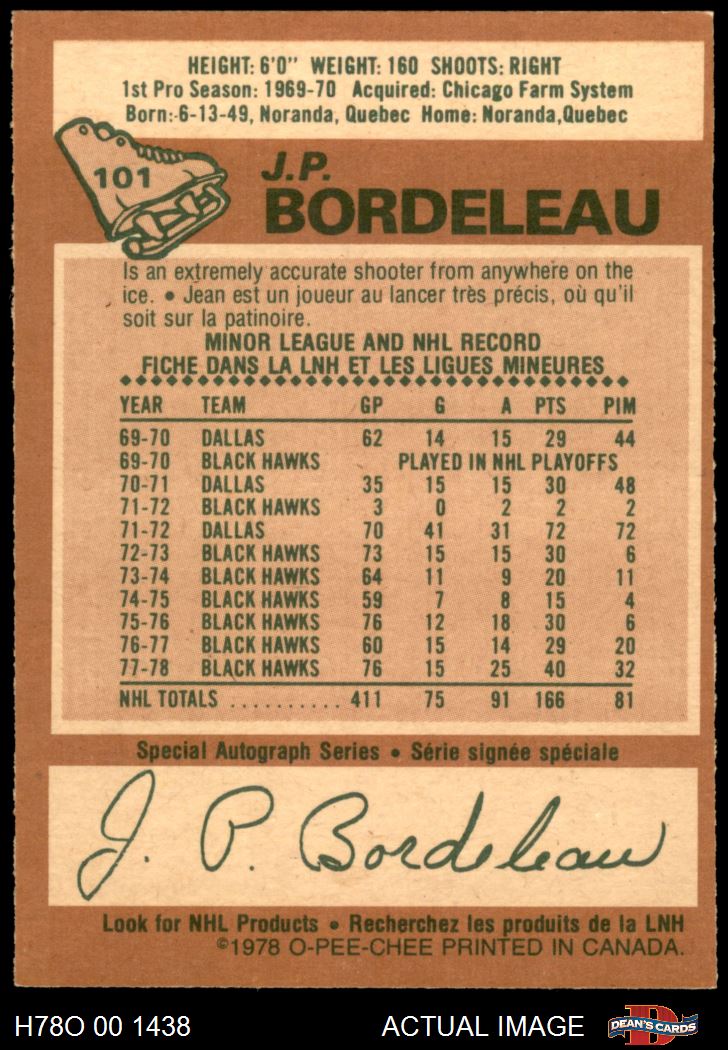 HEIGHT: 6'0" WEIGHT: 160 SHOOTS: RIGHT
1st Pro Season: 1969-70 Acquired: Chicago Farm System
Born: 6-13-49, Noranda, Quebec Home: Noranda,Quebec
101
J.P.
BORDELEAU
Is an extremely accurate shooter from anywhere on the
ice. • Jean est un joueur au lancer très précis, où qu'il
soit sur la patinoire.
MINOR LEAGUE AND NHL RECORD
FICHE DANS LA LNH ET LES LIGUES MINEURES
YEAR TEAM GP G A PTS PIM
69-70 DALLAS 62 14 15 29 44
69-70 BLACK HAWKS PLAYED IN NHL PLAYOFFS
70-71 DALLAS 35 15 15 30 48
71-72 BLACK HAWKS 3 0 2 2 2
71-72 DALLAS 70 41 31 72 72
72-73 BLACK HAWKS 73 15 15 30 6
73-74 BLACK HAWKS 64 11 9 20 11
74-75 BLACK HAWKS 59 7 8 15 4
75-76 BLACK HAWKS 76 12 18 30 6
76-77 BLACK HAWKS 60 15 14 29 20
77-78 BLACK HAWKS 76 15 25 40 32
NHL TOTALS .......... 411 75 91 166 81
Special Autograph Series • Série signée spéciale
J. P. Bordeleau
Look for NHL Products • Recherchez les produits de la LNH
©1978 O-PEE-CHEE PRINTED IN CANADA.
H78O 00 1438 ACTUAL IMAGE D DEAN'S CARDS